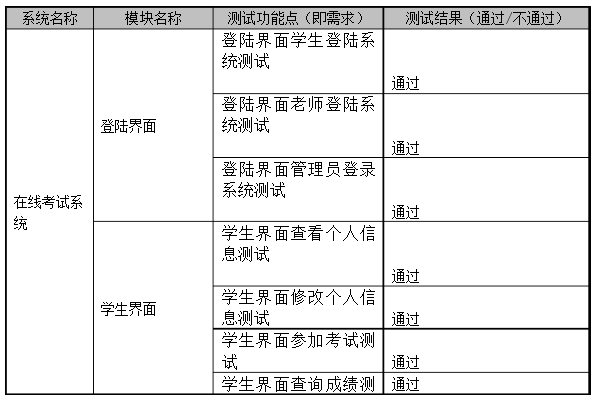 系统名称 模块名称 测试功能点（即需求） 测试结果（通过/不通过）
登陆界面学生登陆系
统测试
通过
登陆界面
登陆界面老师登陆系
统测试
通过
登陆界面管理员登录
系统测试
通过
在线考试系
统
学生界面
学生界面查看个人信
息测试
通过
学生界面修改个人信
息测试
通过
学生界面参加考试测
试
通过
学生界面查询成绩测
通过